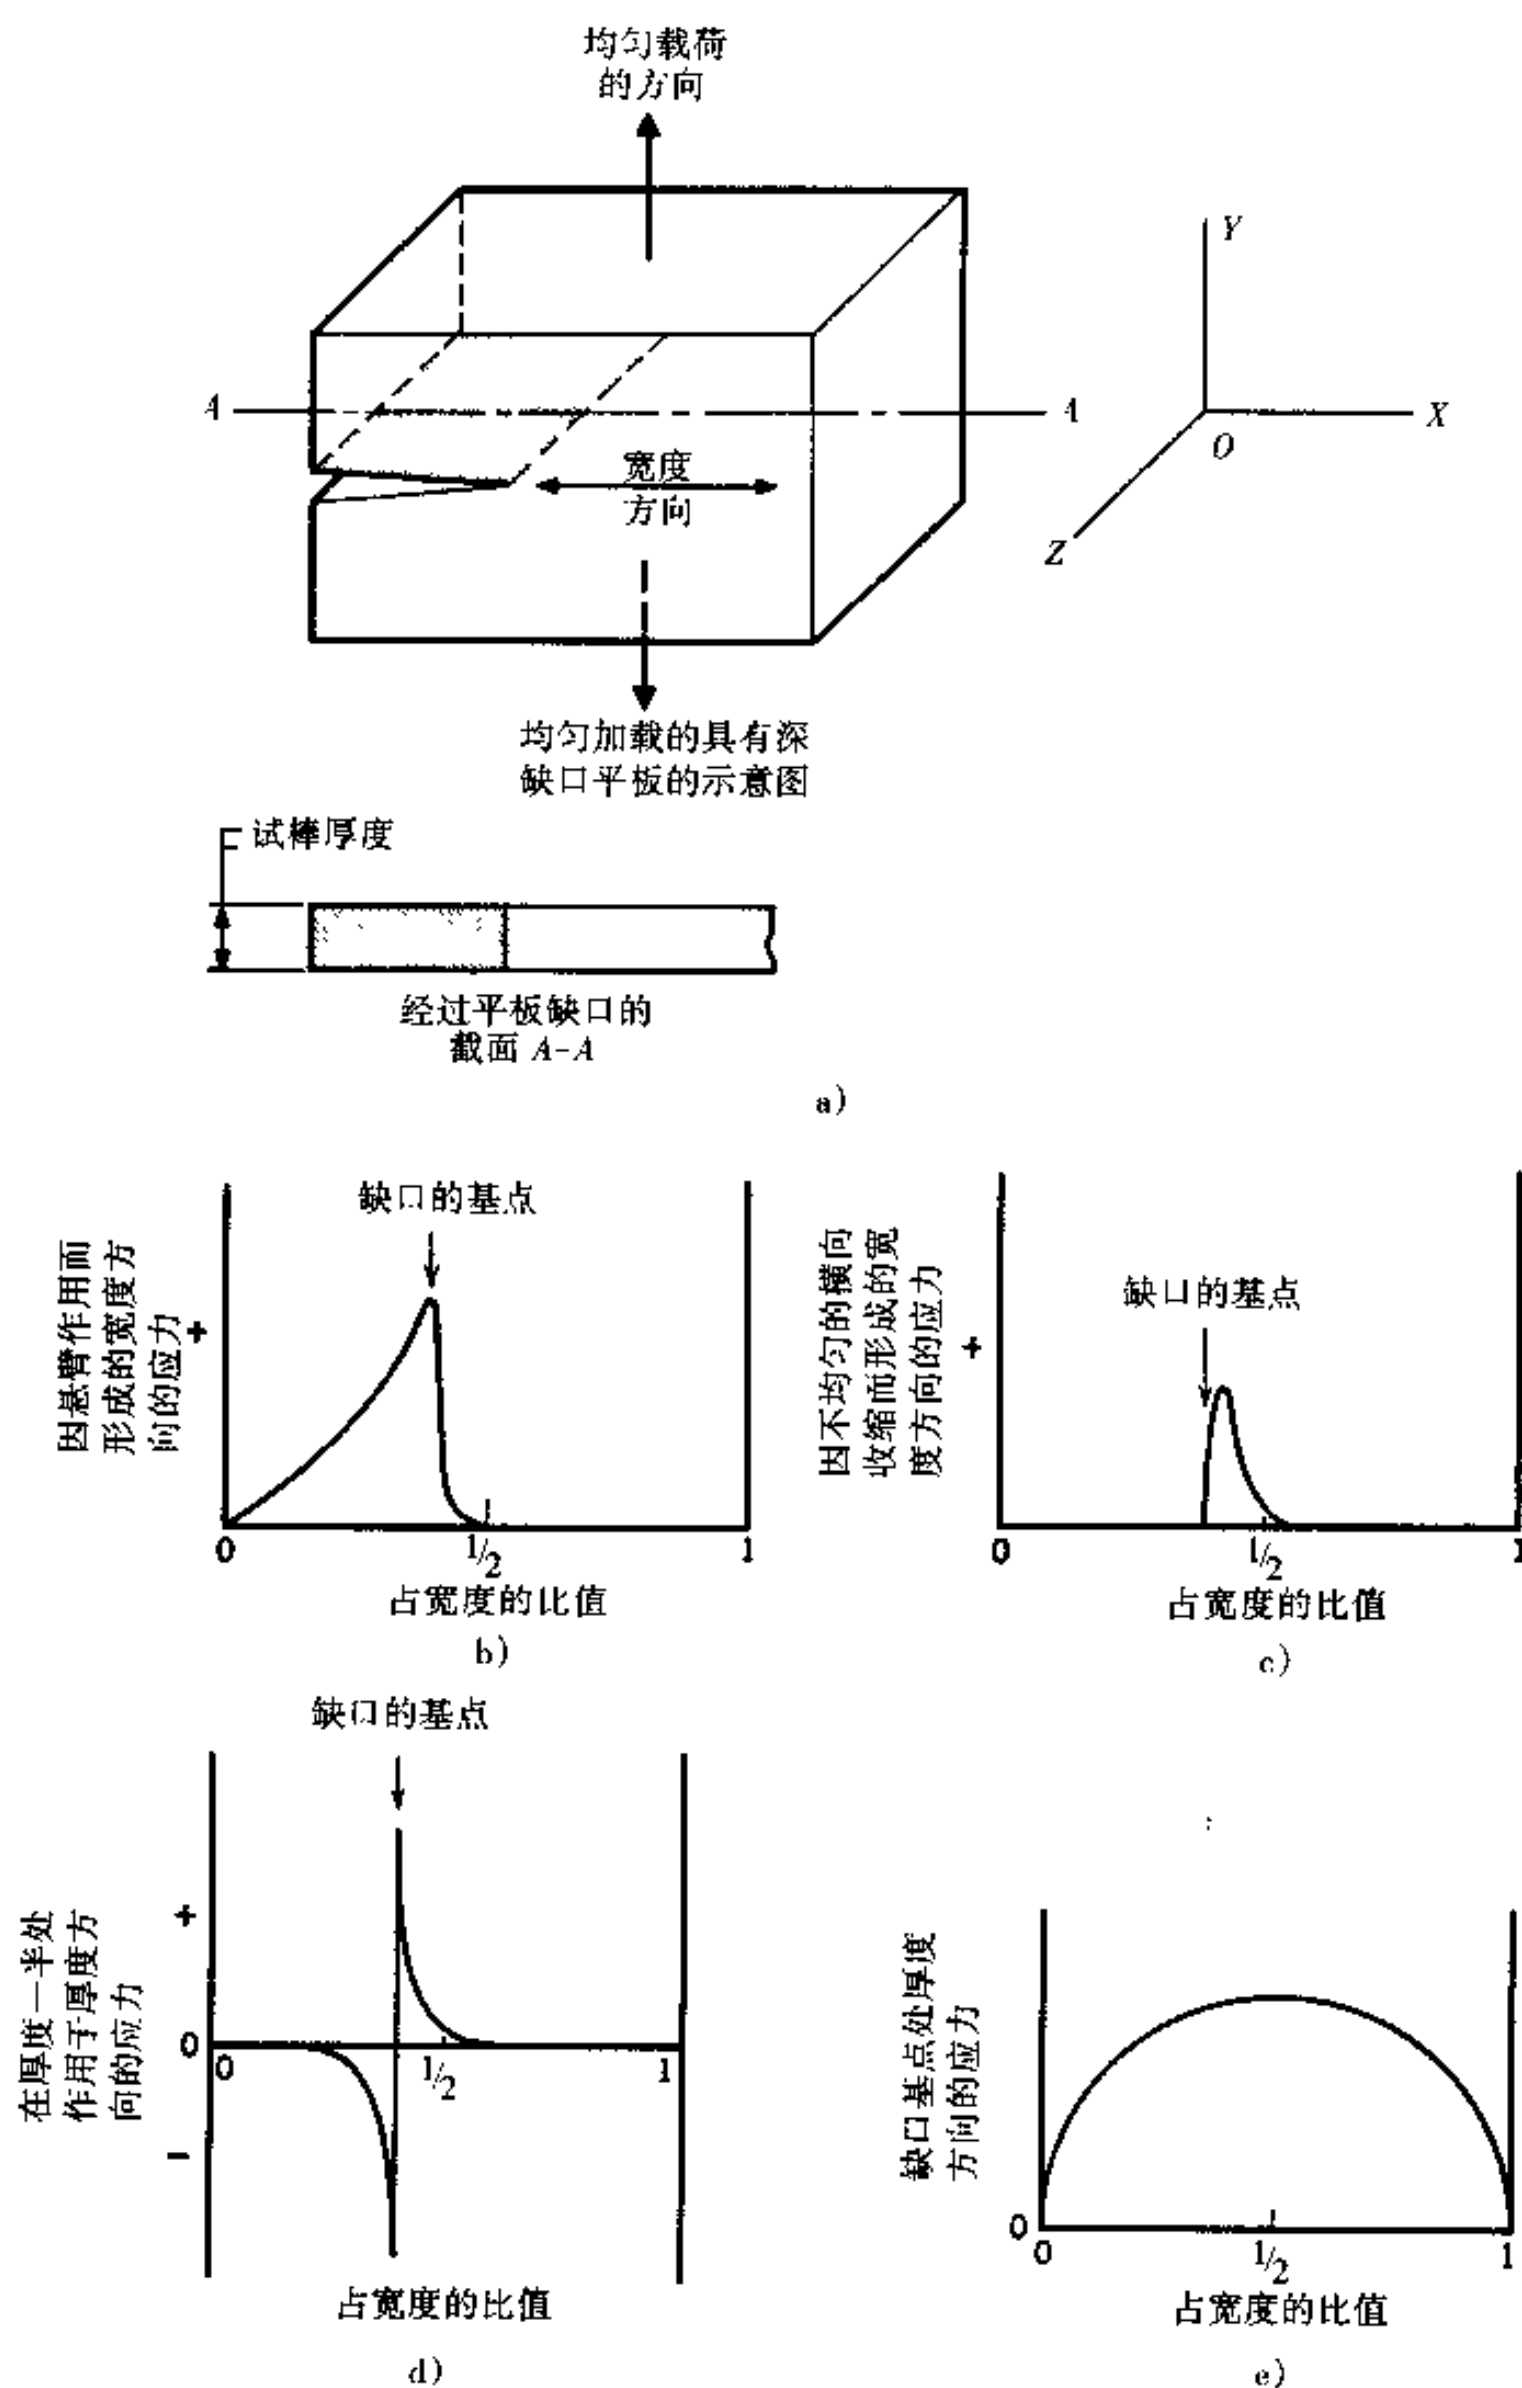 均匀载荷
的方向
Y
A
A
X
O
宽度
方向
Z
均匀加载的具有深
缺口平板的示意图
试棒厚度
经过平板缺口的
截面 A-A
a)
缺口的基点
因悬臂作用而
形成的宽度方
向的应力
+
0
1/2
1
占宽度的比值
b)
缺口的基点
因不均匀的横向
收缩而形成的宽
度方向的应力
+
0
1/2
1
占宽度的比值
c)
缺口的基点
在厚度一半处
作用于厚度方
向的应力
+
0
-
0
1/2
1
占宽度的比值
d)
缺口基点处厚度
方向的应力
0
0
1/2
1
占宽度的比值
e)